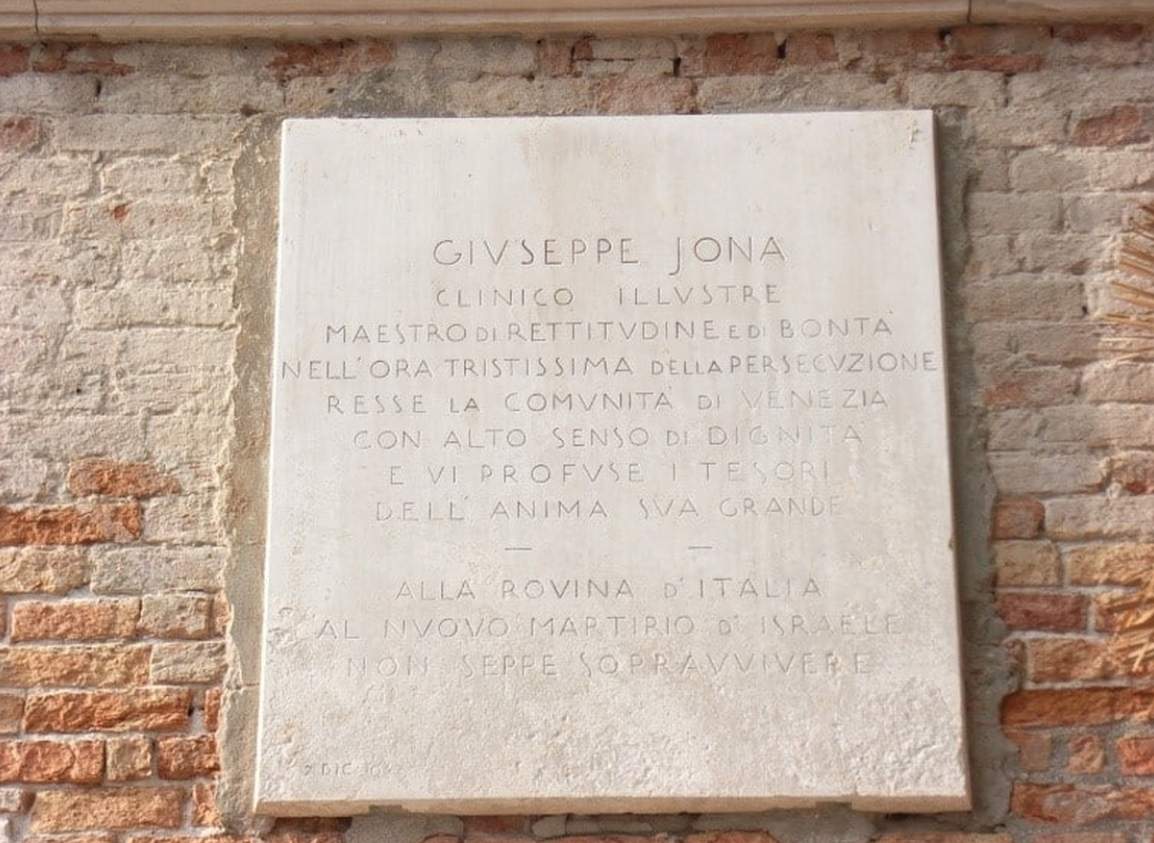 GIVSEPPE JONA
CLINICO ILLVSTRE
MAESTRO DI RETTITVDINE E DI BONTA'
NELL'ORA TRISTISSIMA DELLA PERSECVZIONE
RESSE LA COMVNITA' DI VENEZIA
CON ALTO SENSO DI DIGNITA'
E VI PROFVSE I TESORI
DELL'ANIMA SVA GRANDE
— —
ALLA ROVINA D'ITALIA
AL NVOVO MARTIRIO D'ISRAELE
NON SEPPE SOPRAVVIVERE
DIC